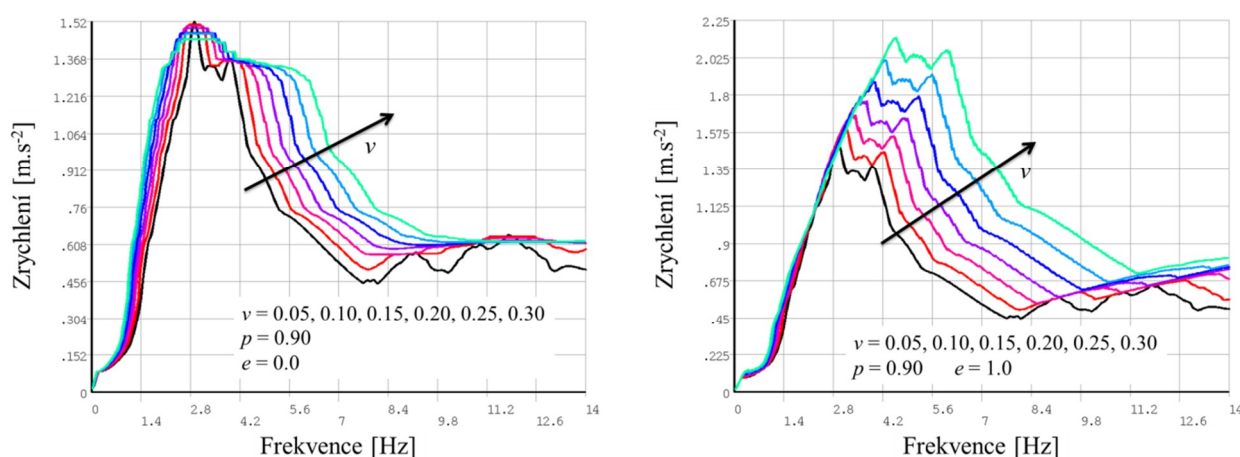 1.52
1.368
1.216
1.064
.912
.76
.608
.456
.304
.152
0
Zrychlení [m.s-2]
v
v = 0.05, 0.10, 0.15, 0.20, 0.25, 0.30
p = 0.90
e = 0.0
0 2.8 5.6 8.4 11.2 14
1.4 4.2 7 9.8 12.6
Frekvence [Hz]
2.25
2.025
1.8
1.575
1.35
1.125
.9
.675
.45
.225
0
Zrychlení [m.s-2]
v
v = 0.05, 0.10, 0.15, 0.20, 0.25, 0.30
p = 0.90 e = 1.0
0 2.8 5.6 8.4 11.2 14
1.4 4.2 7 9.8 12.6
Frekvence [Hz]